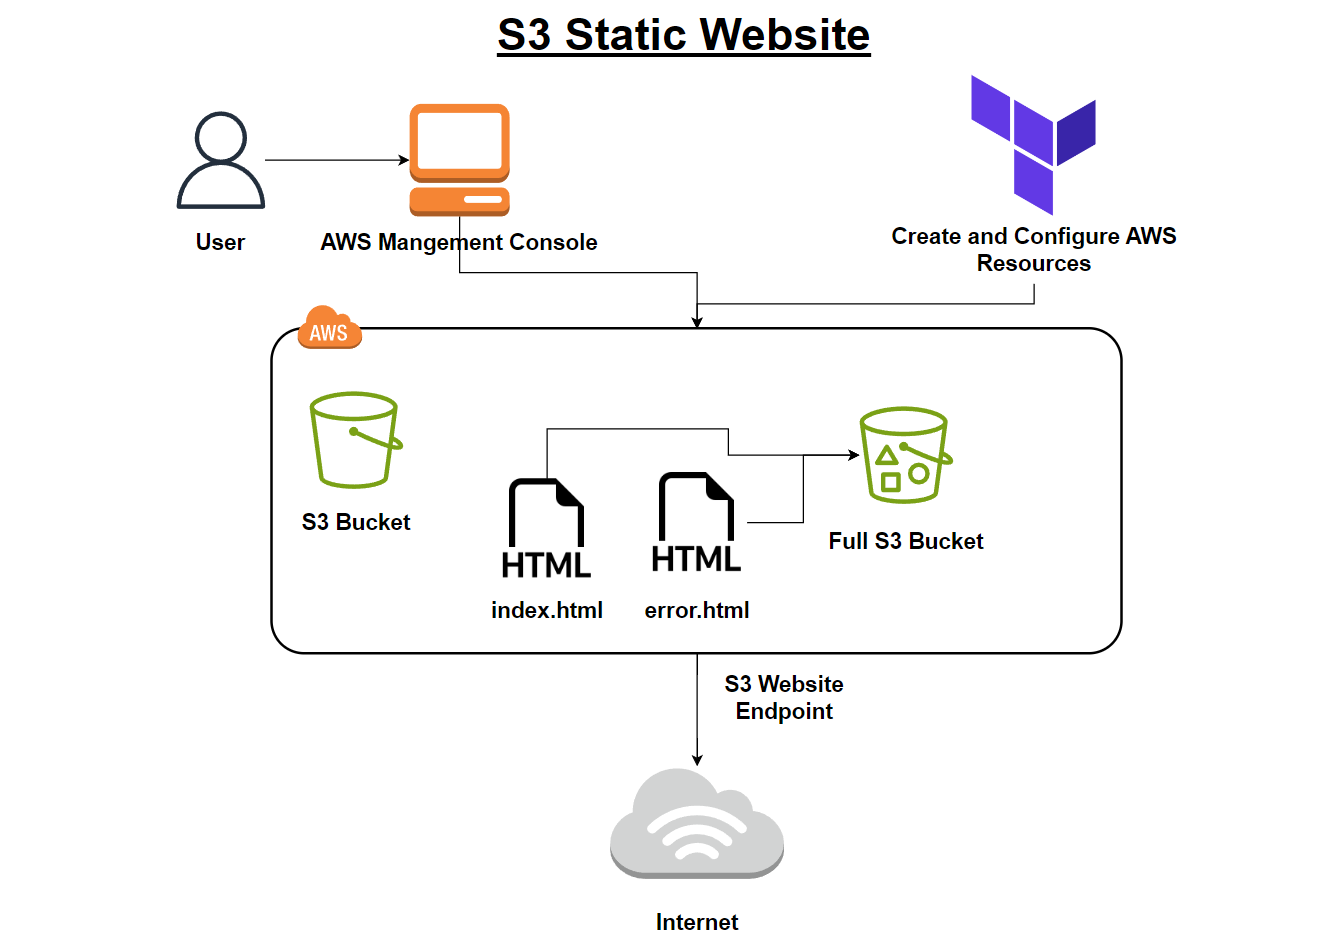 S3 Static Website
User
AWS Mangement Console
Create and Configure AWS
Resources
AWS
S3 Bucket
HTML
index.html
HTML
error.html
Full S3 Bucket
S3 Website
Endpoint
Internet